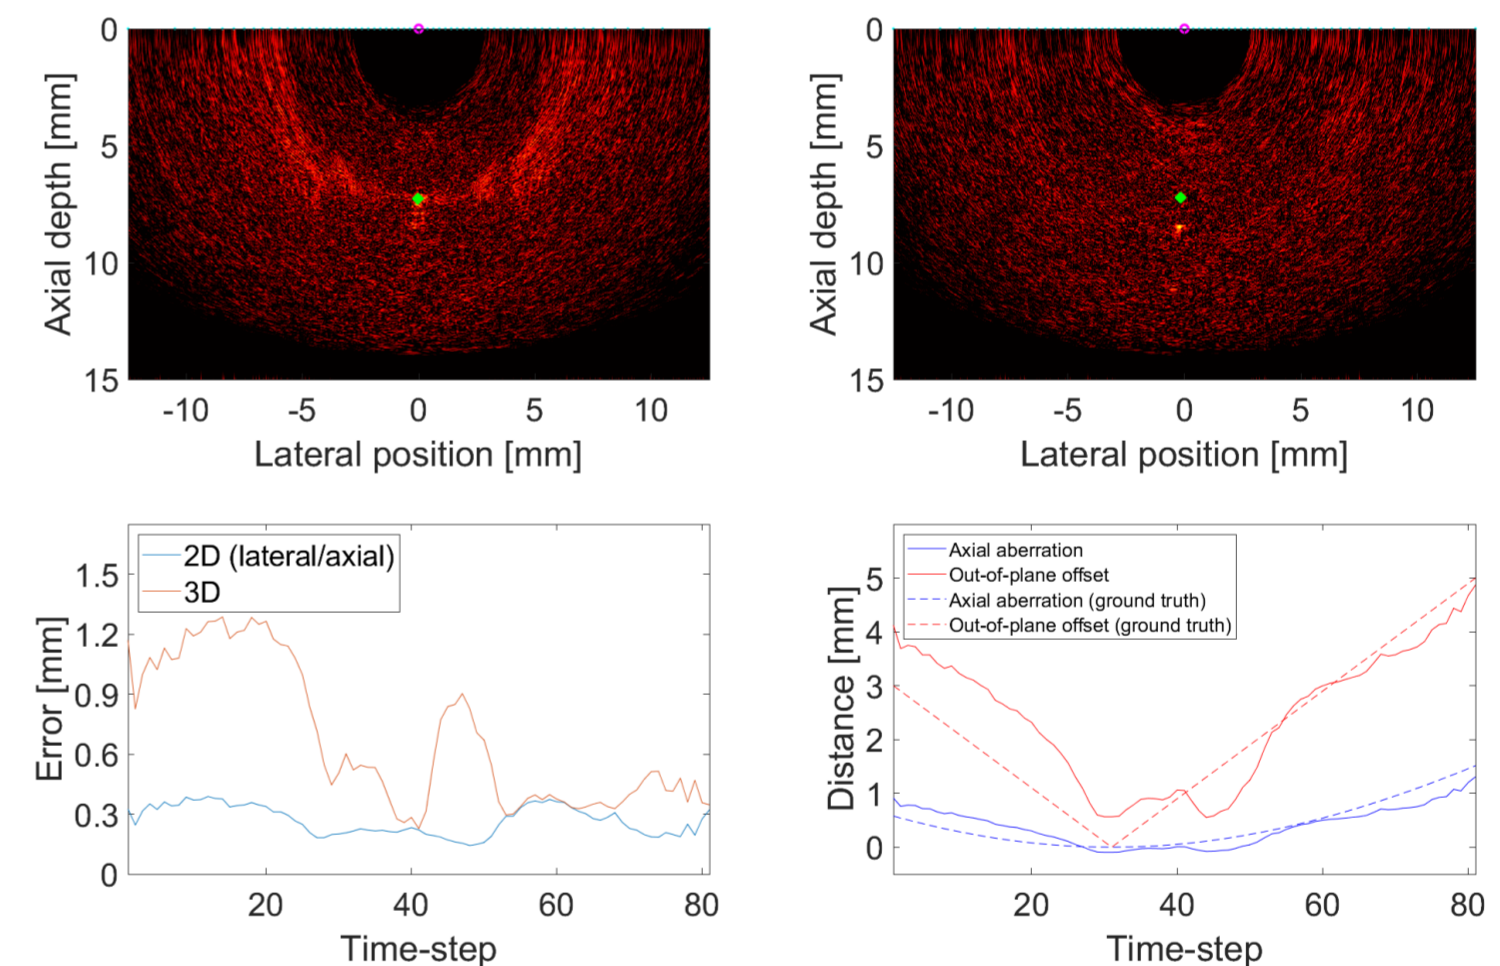 0
5
10
15
Axial depth [mm]
-10 -5 0 5 10
Lateral position [mm]
0
5
10
15
Axial depth [mm]
-10 -5 0 5 10
Lateral position [mm]
2D (lateral/axial)
3D
1.5
1.2
0.9
0.6
0.3
0
Error [mm]
20 40 60 80
Time-step
Axial aberration
Out-of-plane offset
Axial aberration (ground truth)
Out-of-plane offset (ground truth)
5
4
3
2
1
0
Distance [mm]
20 40 60 80
Time-step